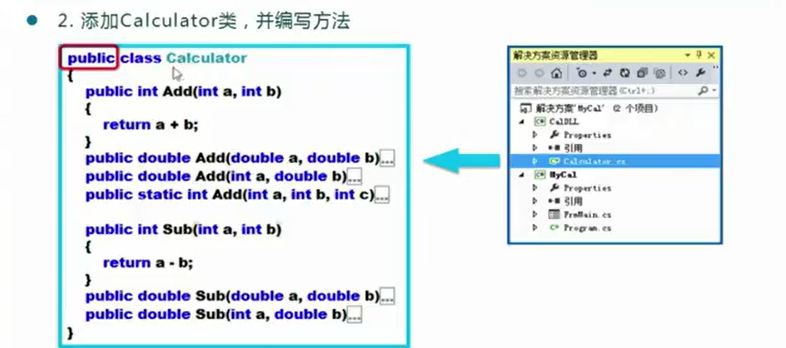 2. 添加Calculator类，并编写方法
public class Calculator
{
public int Add(int a, int b)
{
return a + b;
}
public double Add(double a, double b)...
public double Add(int a, double b)...
public static int Add(int a, int b, int c)...
public int Sub(int a, int b)
{
return a - b;
}
public double Sub(double a, double b)...
public double Sub(int a, double b)...
}
解决方案资源管理器
搜索解决方案资源管理器(Ctrl+;)
解决方案'MyCal' (2 个项目)
C# CalDLL
Properties
引用
C# Calculator.cs
C# MyCal
Properties
引用
FrmMain.cs
C# Program.cs